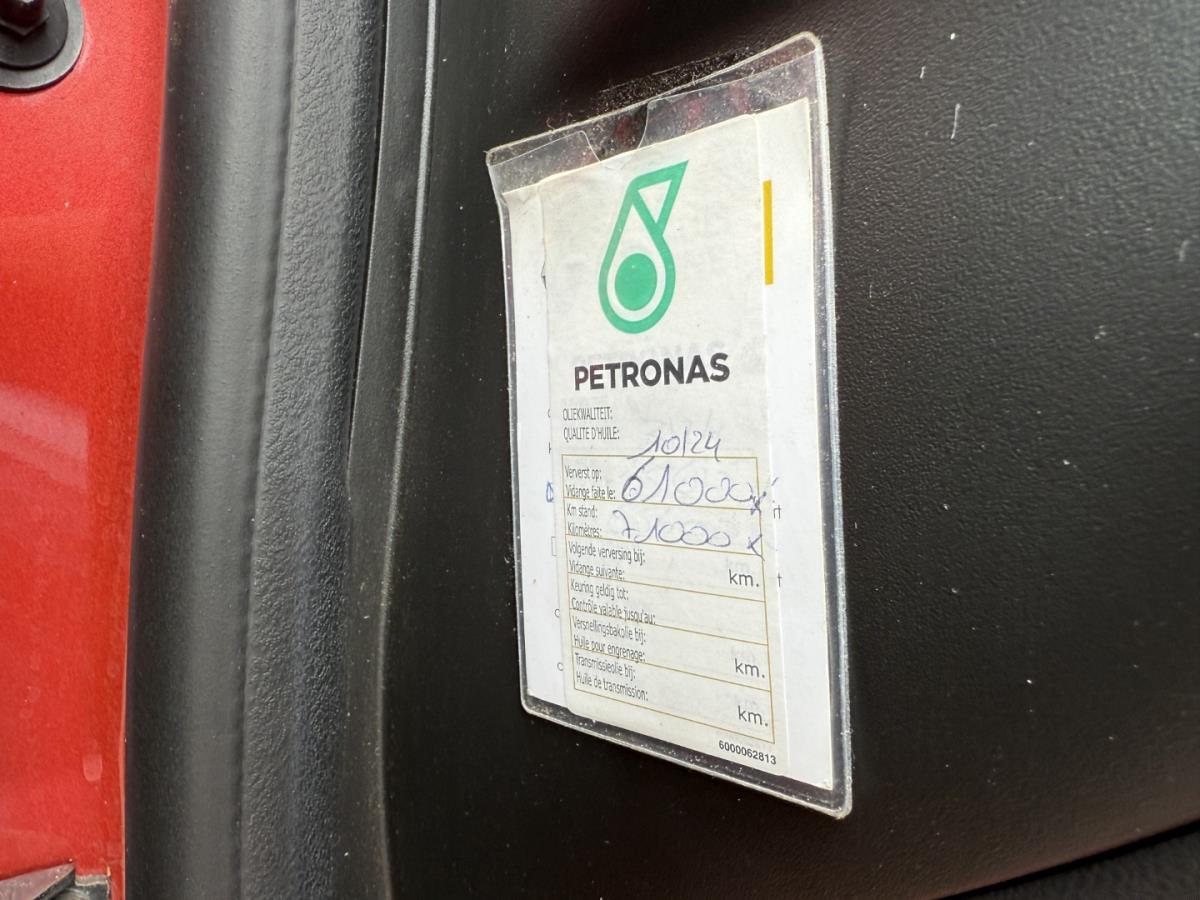 PETRONAS
OLIEKWALITEIT:
QUALITE D'HUILE:
10/24
Ververst op:
Vidange faite le: 61000 x
Km stand:
Kilomètres: 71000 x
Volgende verversing bij:
Vidange suivante: km.
Keuring geldig tot:
Contrôle valable jusqu'au:
Versnellingsbakolie bij:
Huile pour engrenage: km.
Transmissieolie bij:
Huile de transmission: km.
6000062813